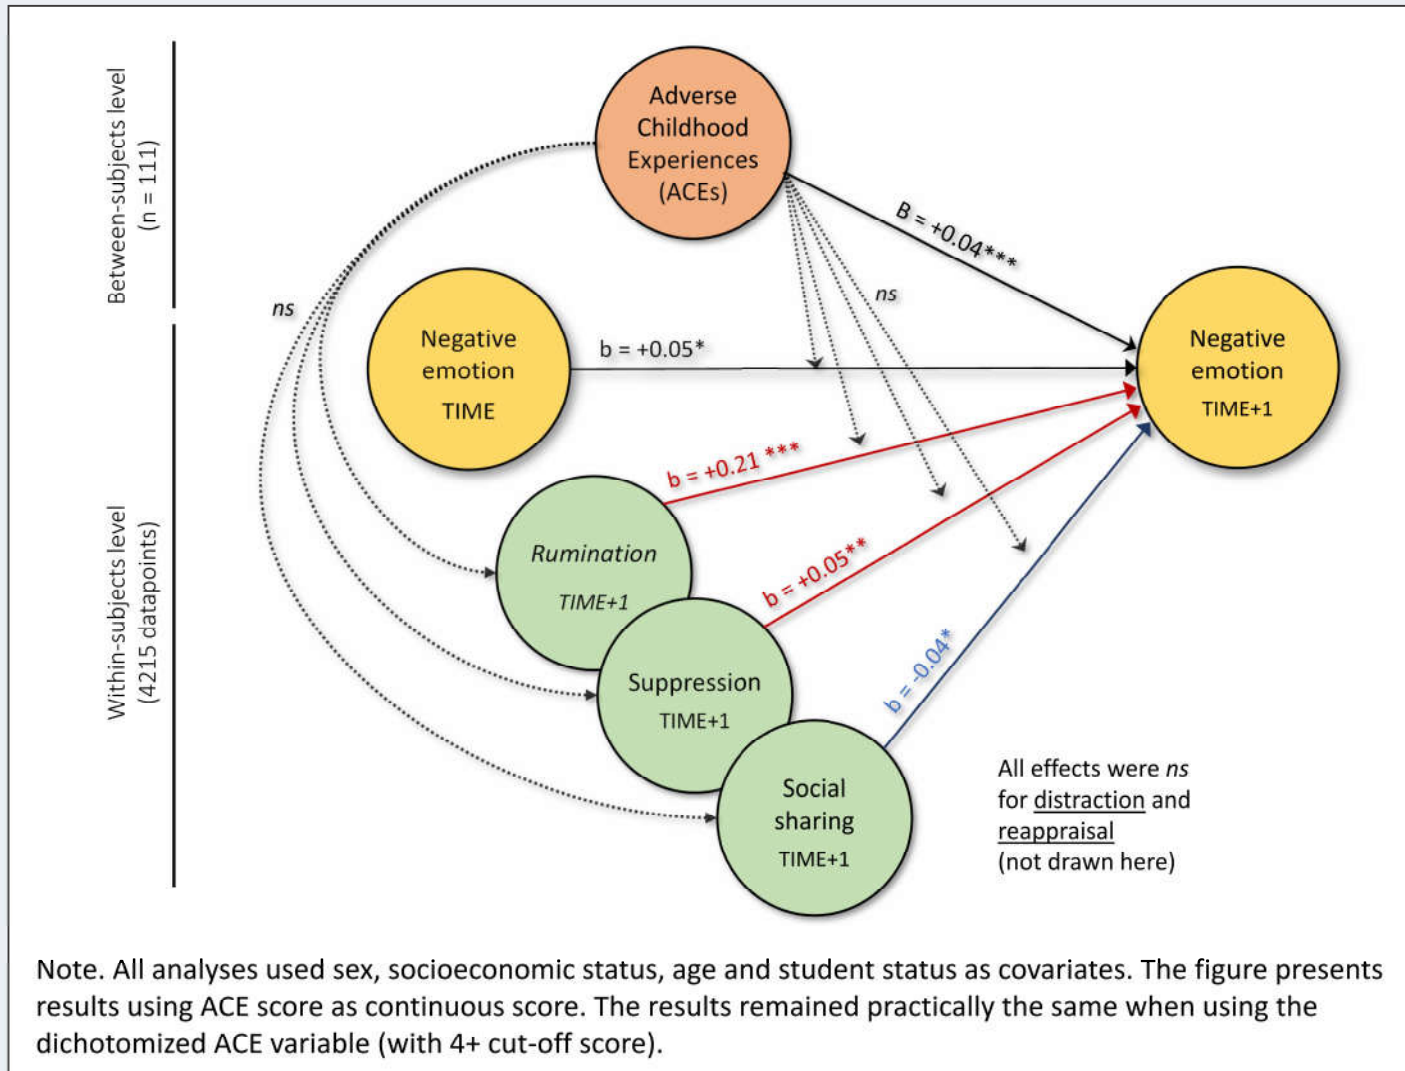 Between-subjects level
(n = 111)
Within-subjects level
(4215 datapoints)
Adverse
Childhood
Experiences
(ACEs)
B = +0.04***
ns
ns
Negative
emotion
TIME
b = +0.05*
Negative
emotion
TIME+1
b = +0.21 ***
Rumination
TIME+1
b = +0.05**
Suppression
TIME+1
b = -0.04*
Social
sharing
TIME+1
All effects were ns
for distraction and
reappraisal
(not drawn here)
Note. All analyses used sex, socioeconomic status, age and student status as covariates. The figure presents
results using ACE score as continuous score. The results remained practically the same when using the
dichotomized ACE variable (with 4+ cut-off score).